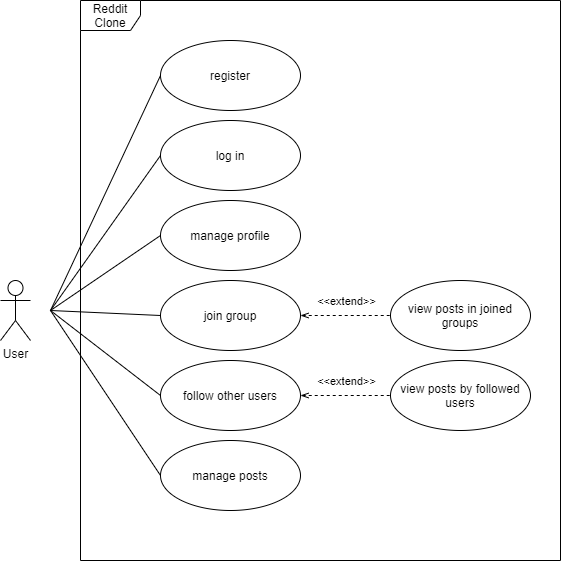 Reddit
Clone
register
log in
manage profile
join group
<<extend>>
view posts in joined
groups
follow other users
<<extend>>
view posts by followed
users
manage posts
User